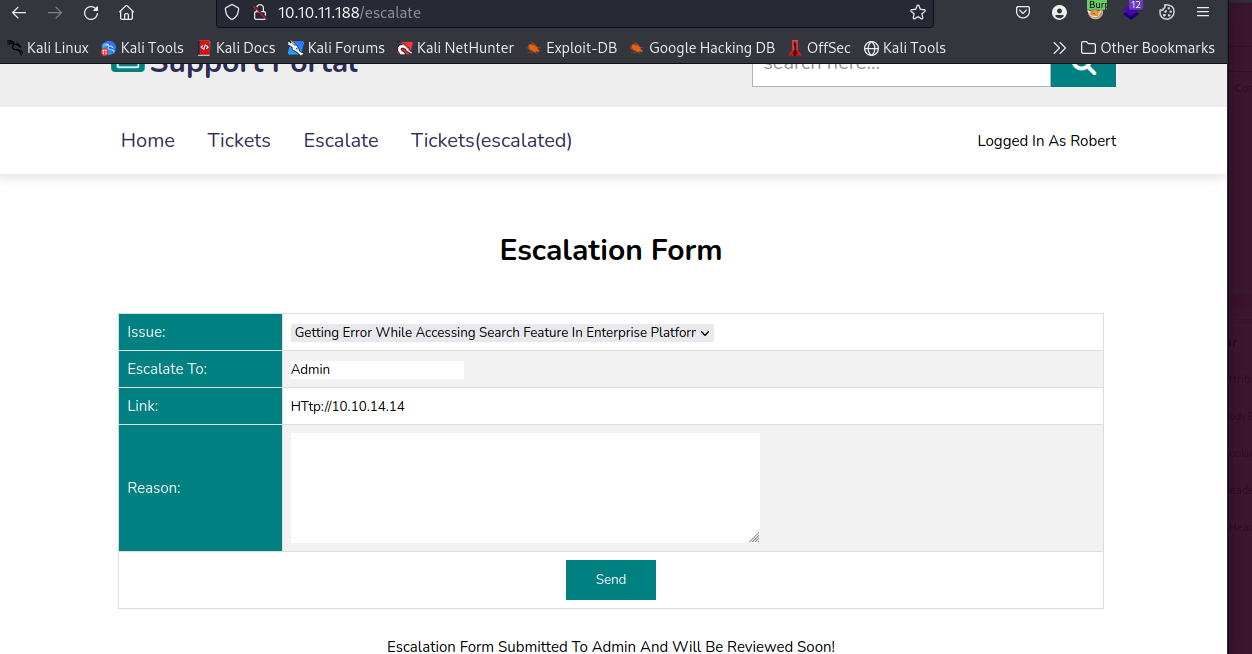 10.10.11.188/escalate
Burr
12
Kali Linux Kali Tools Kali Docs Kali Forums Kali NetHunter Exploit-DB Google Hacking DB OffSec Kali Tools Other Bookmarks
Support Portal
search here...
Home Tickets Escalate Tickets(escalated) Logged In As Robert
Escalation Form
Issue: Getting Error While Accessing Search Feature In Enterprise Platforr
Escalate To: Admin
Link: HTtp://10.10.14.14
Reason:
Send
Escalation Form Submitted To Admin And Will Be Reviewed Soon!